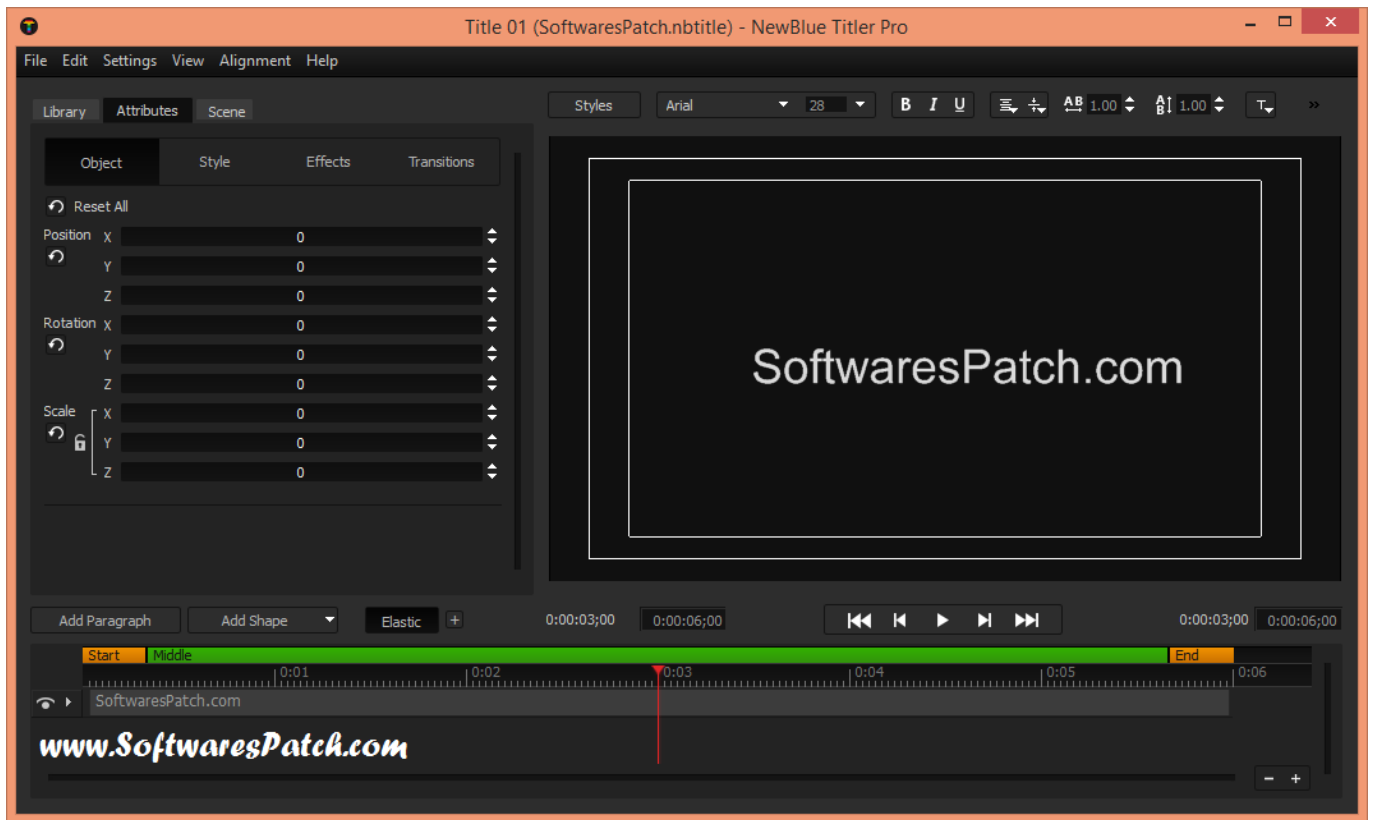 Title 01 (SoftwaresPatch.nbtitle) - NewBlue Titler Pro
File Edit Settings View Alignment Help
Library Attributes Scene
Styles Arial 28 B I U AB 1.00 AB 1.00 T
Object Style Effects Transitions
Reset All
Position X 0
Y 0
Z 0
Rotation X 0
Y 0
Z 0
Scale X 0
Y 0
Z 0
SoftwaresPatch.com
Add Paragraph Add Shape Elastic + 0:00:03;00 0:00:06;00 0:00:03;00 0:00:06;00
Start Middle End
0:01 0:02 0:03 0:04 0:05 0:06
SoftwaresPatch.com
www.SoftwaresPatch.com
- +